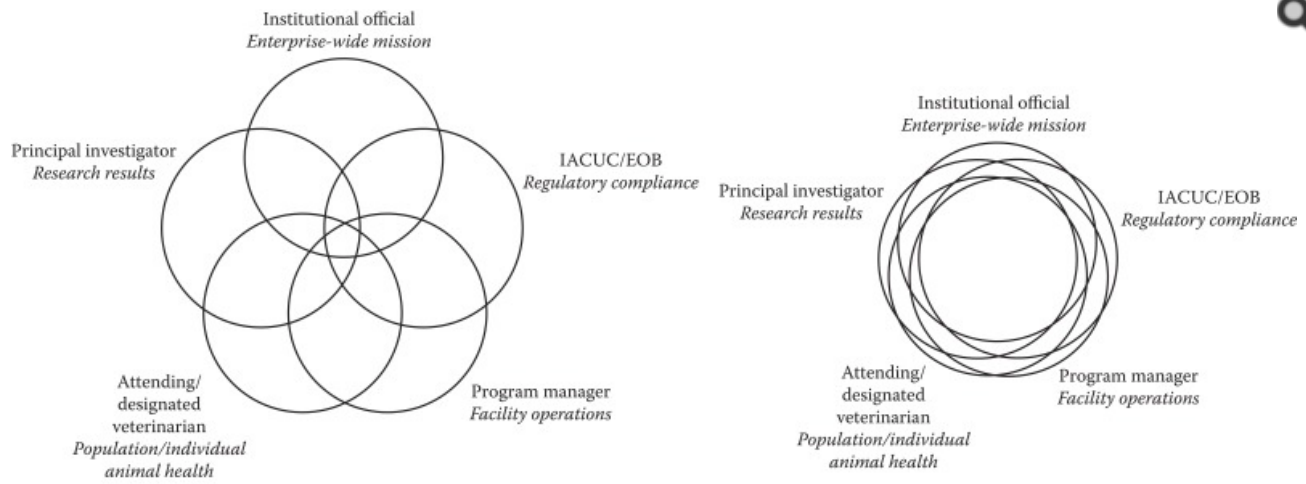 Institutional official
Enterprise-wide mission
Principal investigator
Research results
IACUC/EOB
Regulatory compliance
Attending/
designated
veterinarian
Population/individual
animal health
Program manager
Facility operations
Institutional official
Enterprise-wide mission
Principal investigator
Research results
IACUC/EOB
Regulatory compliance
Attending/
designated
veterinarian
Population/individual
animal health
Program manager
Facility operations